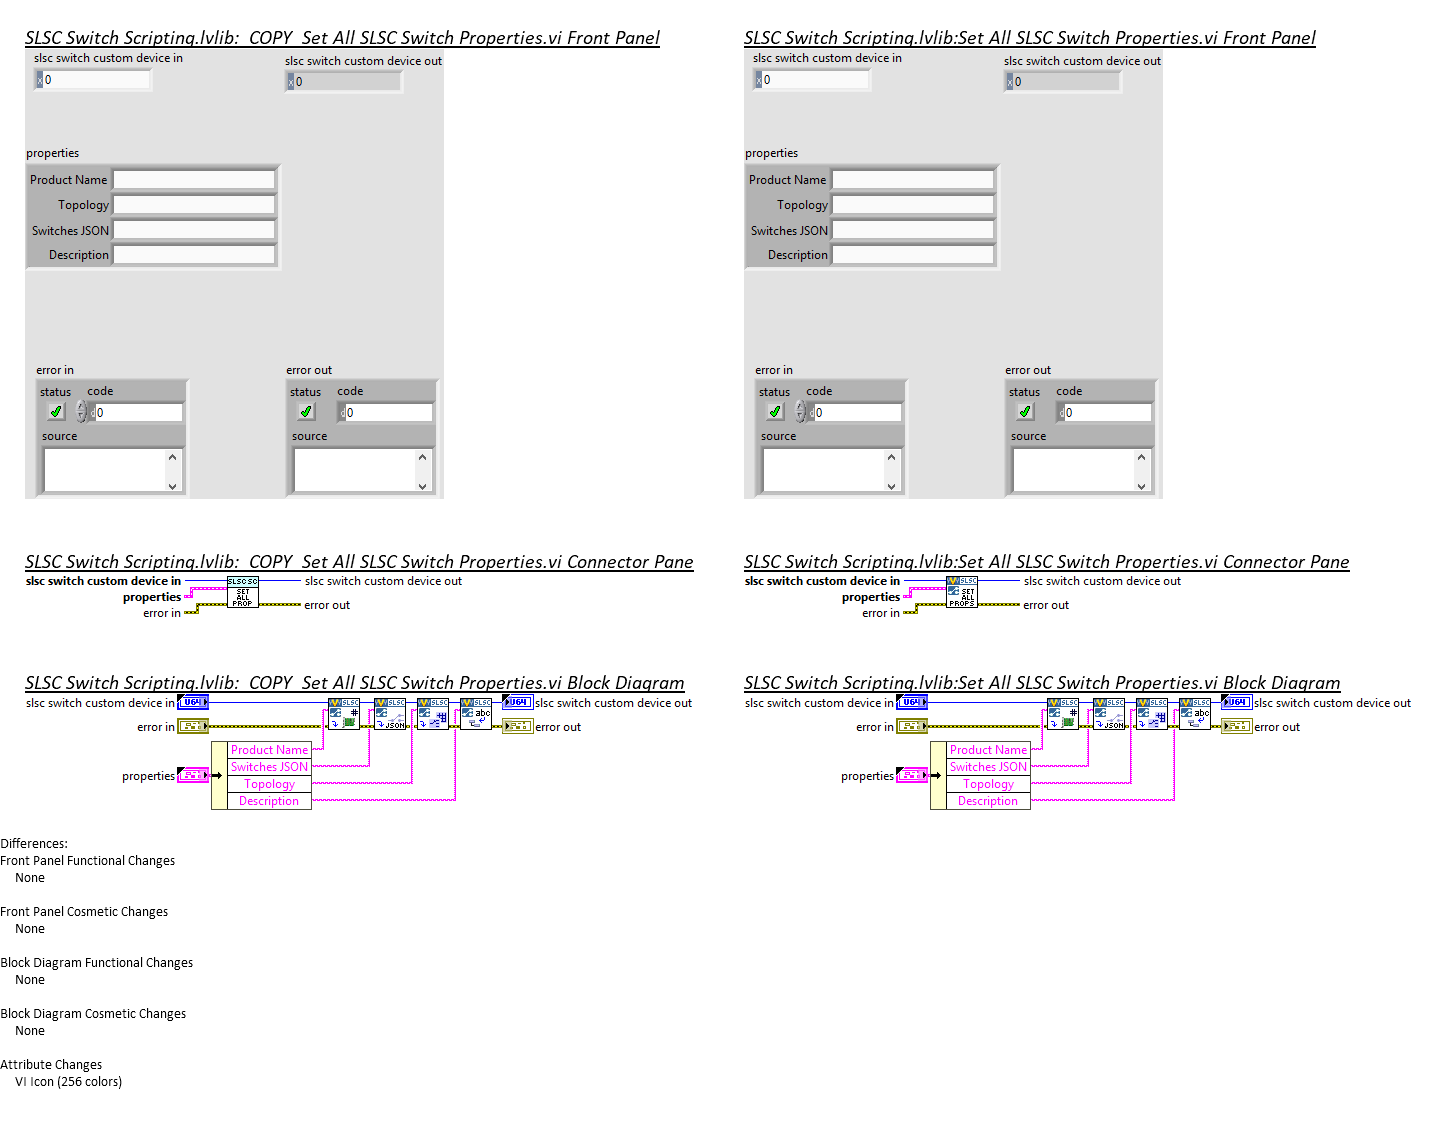 SLSC Switch Scripting.lvlib:  COPY  Set All SLSC Switch Properties.vi Front Panel
slsc switch custom device in
slsc switch custom device out
x 0
x 0
properties
Product Name
Topology
Switches JSON
Description
error in
error out
status code
status code
d 0
d 0
source
source
SLSC Switch Scripting.lvlib:Set All SLSC Switch Properties.vi Front Panel
slsc switch custom device in
slsc switch custom device out
x 0
x 0
properties
Product Name
Topology
Switches JSON
Description
error in
error out
status code
status code
d 0
d 0
source
source
SLSC Switch Scripting.lvlib:  COPY  Set All SLSC Switch Properties.vi Connector Pane
slsc switch custom device in
SLSC SC
slsc switch custom device out
properties
SET
ALL
PROP
error in
error out
SLSC Switch Scripting.lvlib:Set All SLSC Switch Properties.vi Connector Pane
slsc switch custom device in
SLSC
slsc switch custom device out
properties
SET
ALL
PROPS
error in
error out
SLSC Switch Scripting.lvlib:  COPY  Set All SLSC Switch Properties.vi Block Diagram
slsc switch custom device in
U64
SLSC
SLSC
JSON
SLSC
SLSC
abc
U64
slsc switch custom device out
error in
error out
Product Name
Switches JSON
properties
Topology
Description
SLSC Switch Scripting.lvlib:Set All SLSC Switch Properties.vi Block Diagram
slsc switch custom device in
U64
SLSC
SLSC
JSON
SLSC
SLSC
abc
U64
slsc switch custom device out
error in
error out
Product Name
Switches JSON
properties
Topology
Description
Differences:
Front Panel Functional Changes
None
Front Panel Cosmetic Changes
None
Block Diagram Functional Changes
None
Block Diagram Cosmetic Changes
None
Attribute Changes
VI Icon (256 colors)